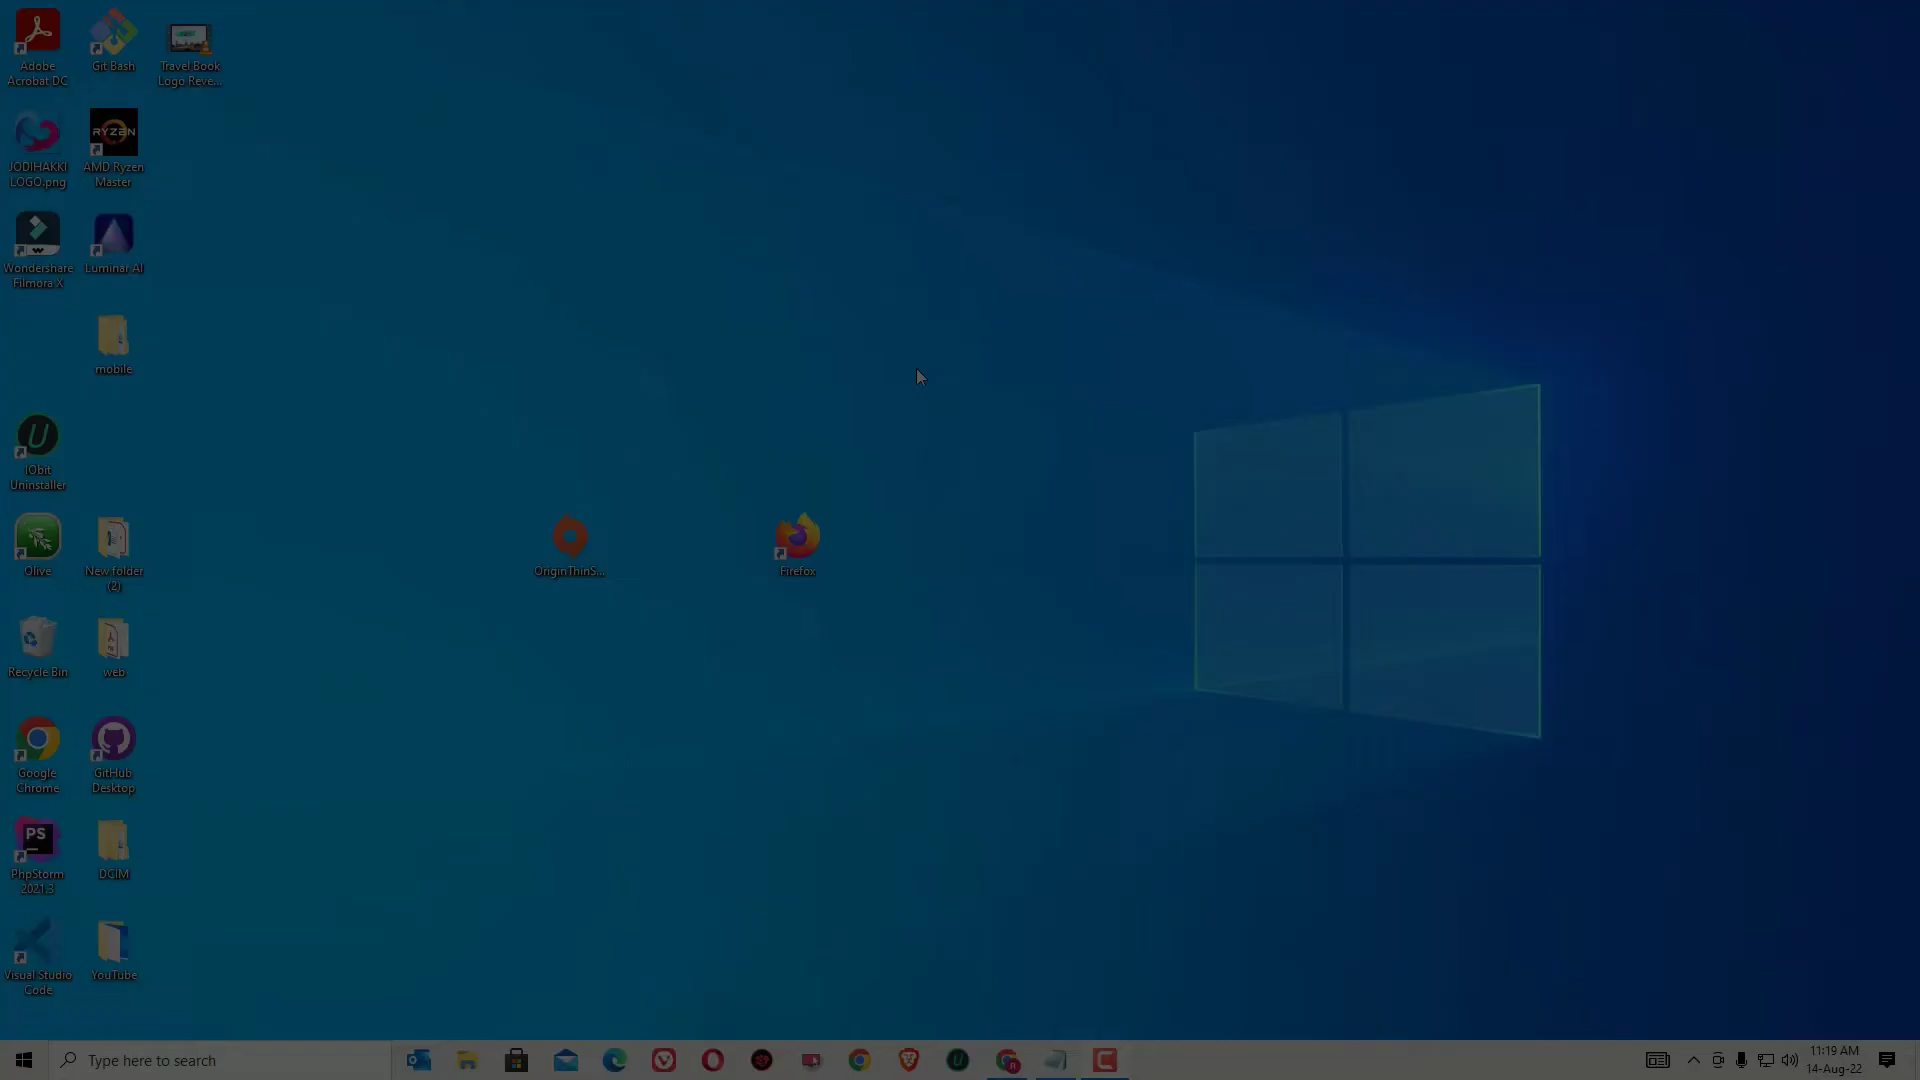 Adobe
Acrobat DC
Git Bash
Travel Book
Logo Reve...
JODIHAKKI
LOGO.png
RYZEN
AMD Ryzen
Master
Wondershare
Filmora X
Luminar AI
mobile
IObit
Uninstaller
Olive
New folder
(2)
OriginThinS...
Firefox
Recycle Bin
web
Google
Chrome
GitHub
Desktop
PS
PhpStorm
2021.3
DCIM
Visual Studio
Code
YouTube
Type here to search
11:19 AM
14-Aug-22